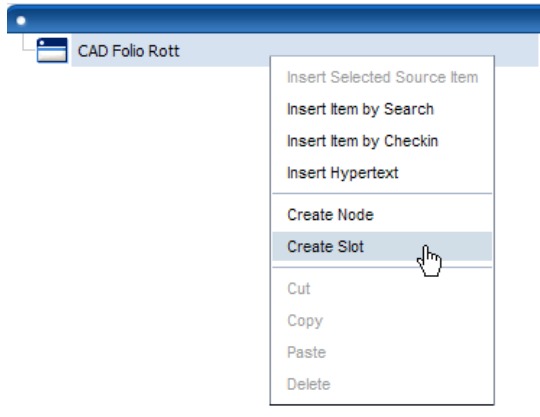 CAD Folio Rott
Insert Selected Source Item
Insert Item by Search
Insert Item by Checkin
Insert Hypertext
Create Node
Create Slot
Cut
Copy
Paste
Delete